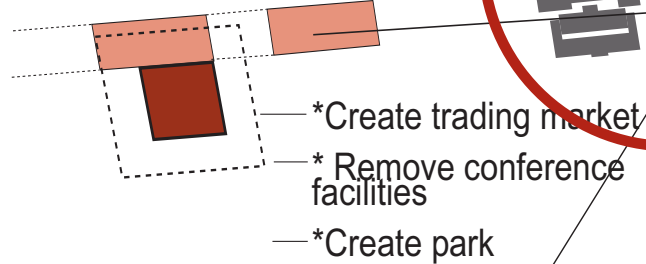 *Create trading market
* Remove conference
facilities
*Create park